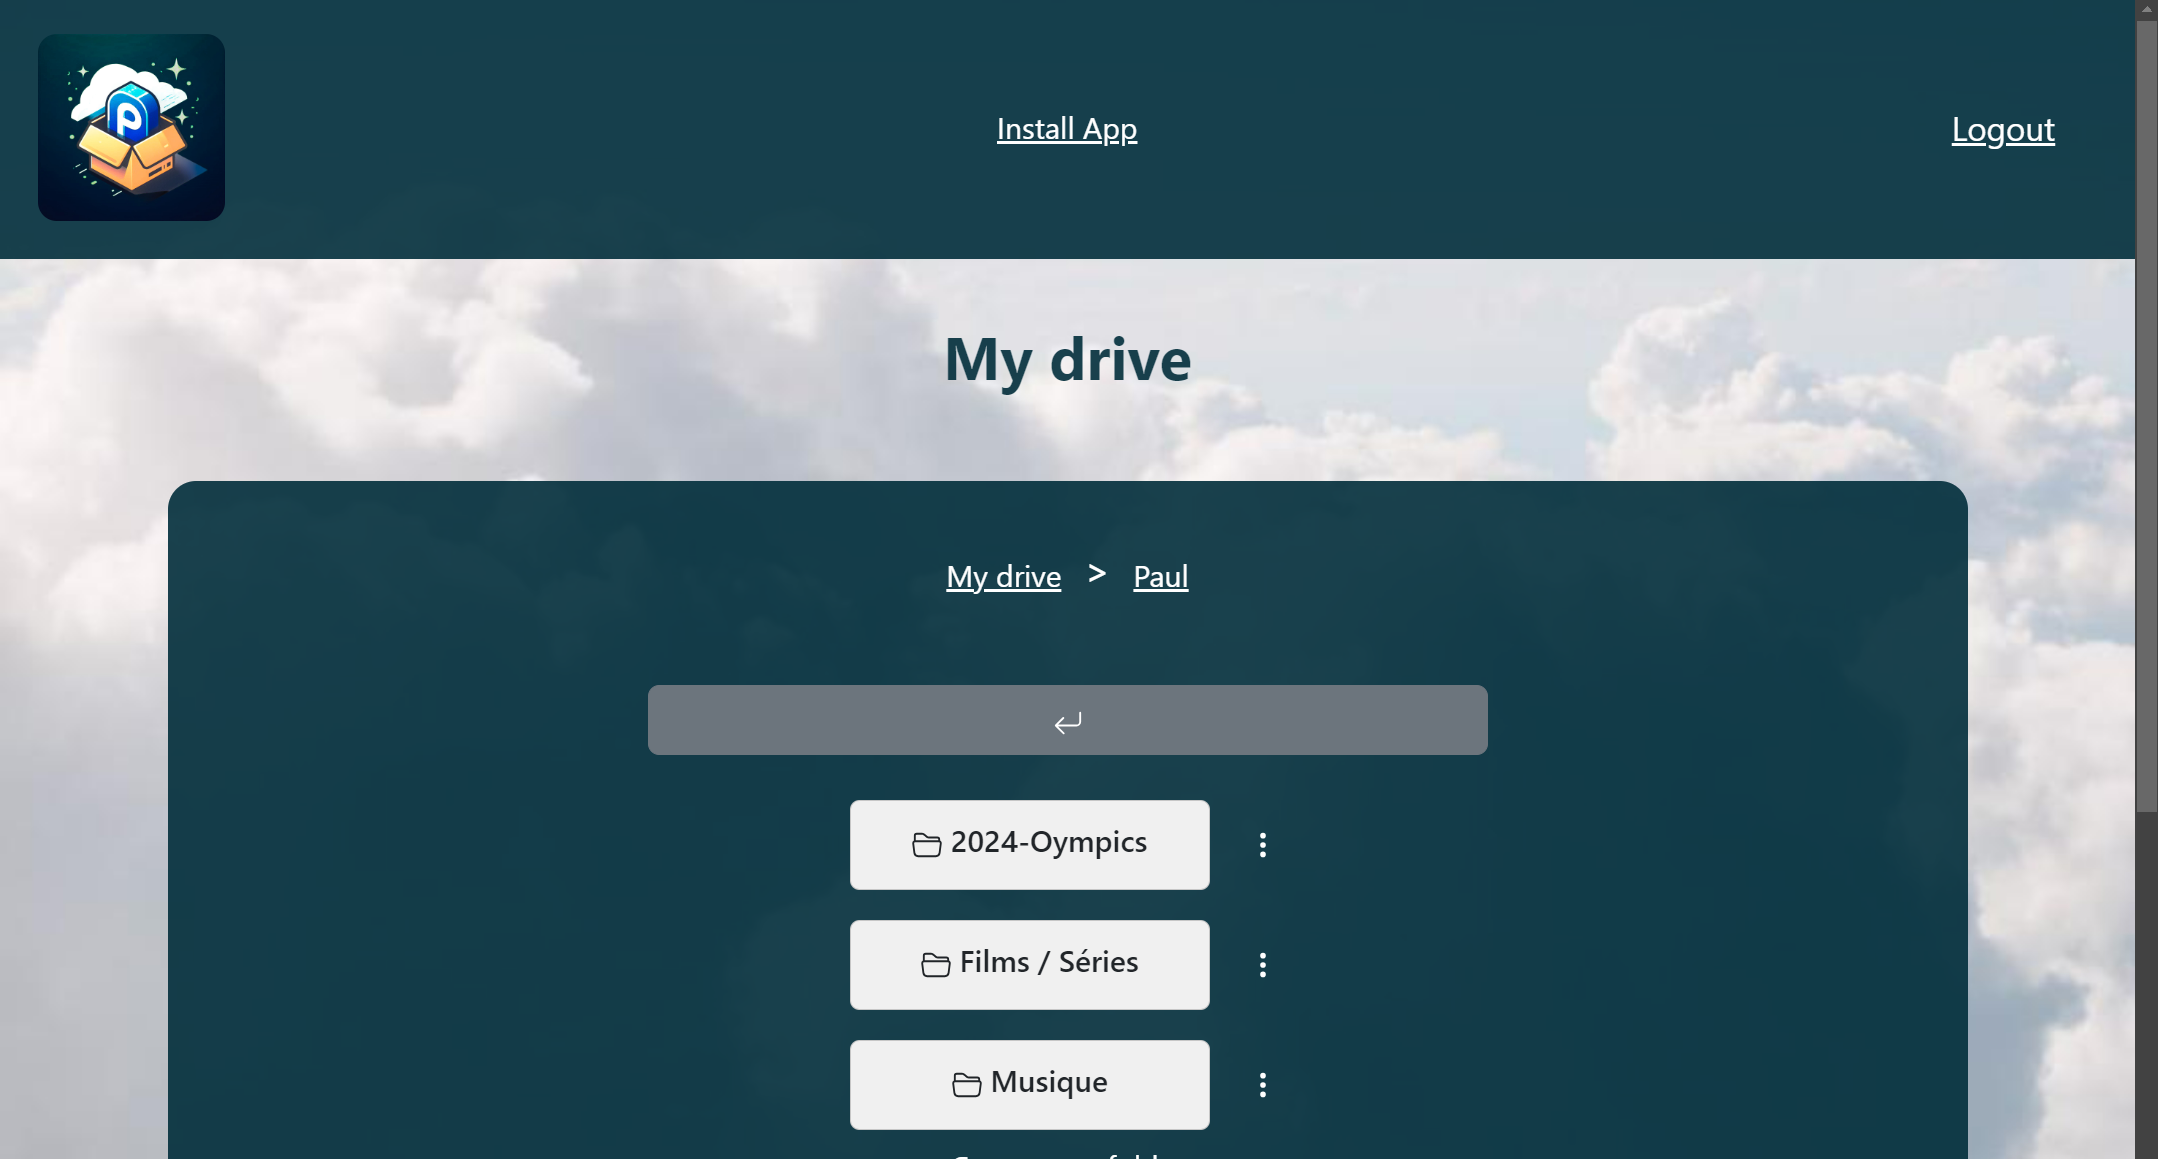 Install App
Logout
My drive
My drive > Paul
2024-Oympics
Films / Séries
Musique